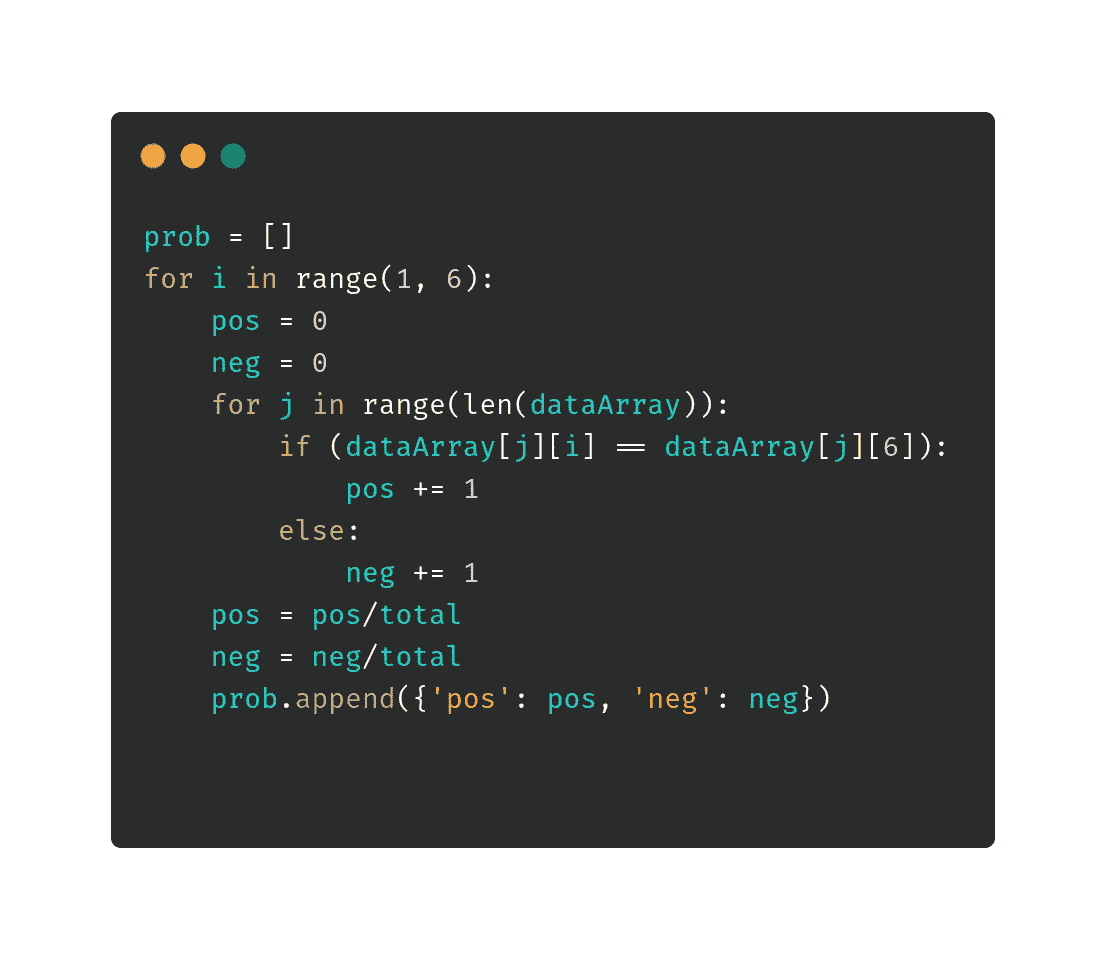 prob = []
for i in range(1, 6):
    pos = 0
    neg = 0
    for j in range(len(dataArray)):
        if (dataArray[j][i] == dataArray[j][6]):
            pos += 1
        else:
            neg += 1
    pos = pos/total
    neg = neg/total
    prob.append({'pos': pos, 'neg': neg})